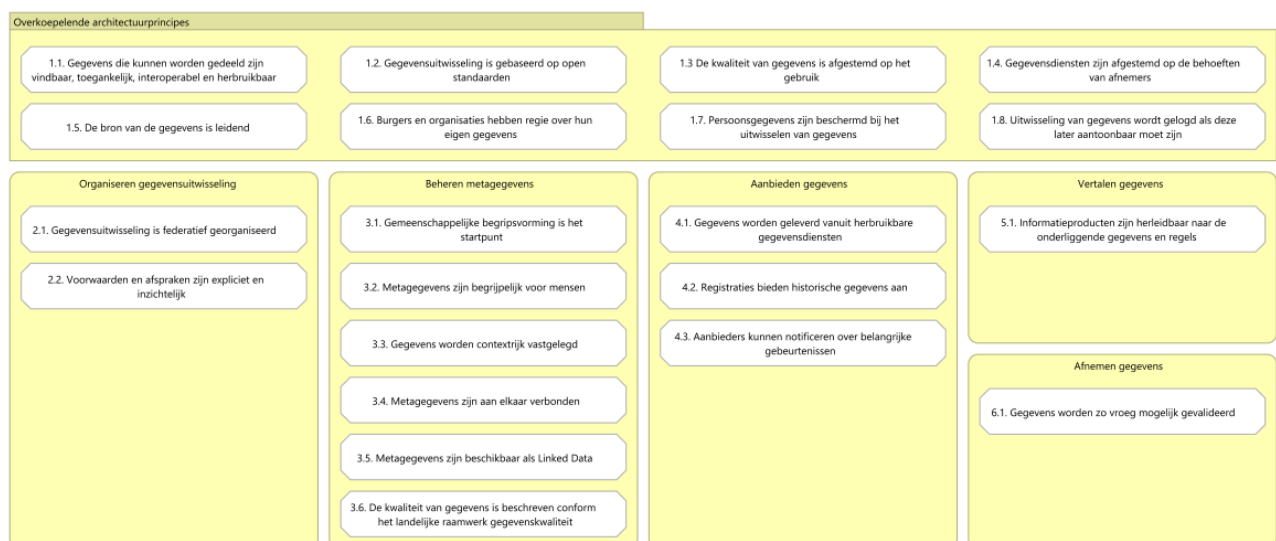 Overkoepelende architectuurprincipes
1.1. Gegevens die kunnen worden gedeeld zijn
vindbaar, toegankelijk, interoperabel en herbruikbaar
1.2. Gegevensuitwisseling is gebaseerd op open
standaarden
1.3 De kwaliteit van gegevens is afgestemd op het
gebruik
1.4. Gegevensdiensten zijn afgestemd op de behoeften
van afnemers
1.5. De bron van de gegevens is leidend
1.6. Burgers en organisaties hebben regie over hun
eigen gegevens
1.7. Persoonsgegevens zijn beschermd bij het
uitwisselen van gegevens
1.8. Uitwisseling van gegevens wordt gelogd als deze
later aantoonbaar moet zijn
Organiseren gegevensuitwisseling
2.1. Gegevensuitwisseling is federatief georganiseerd
2.2. Voorwaarden en afspraken zijn expliciet en
inzichtelijk
Beheren metagegevens
3.1. Gemeenschappelijke begripsvorming is het
startpunt
3.2. Metagegevens zijn begrijpelijk voor mensen
3.3. Gegevens worden contextrijk vastgelegd
3.4. Metagegevens zijn aan elkaar verbonden
3.5. Metagegevens zijn beschikbaar als Linked Data
3.6. De kwaliteit van gegevens is beschreven conform
het landelijke raamwerk gegevenskwaliteit
Aanbieden gegevens
4.1. Gegevens worden geleverd vanuit herbruikbare
gegevensdiensten
4.2. Registraties bieden historische gegevens aan
4.3. Aanbieders kunnen notificeren over belangrijke
gebeurtenissen
Vertalen gegevens
5.1. Informatieproducten zijn herleidbaar naar de
onderliggende gegevens en regels
Afnemen gegevens
6.1. Gegevens worden zo vroeg mogelijk gevalideerd